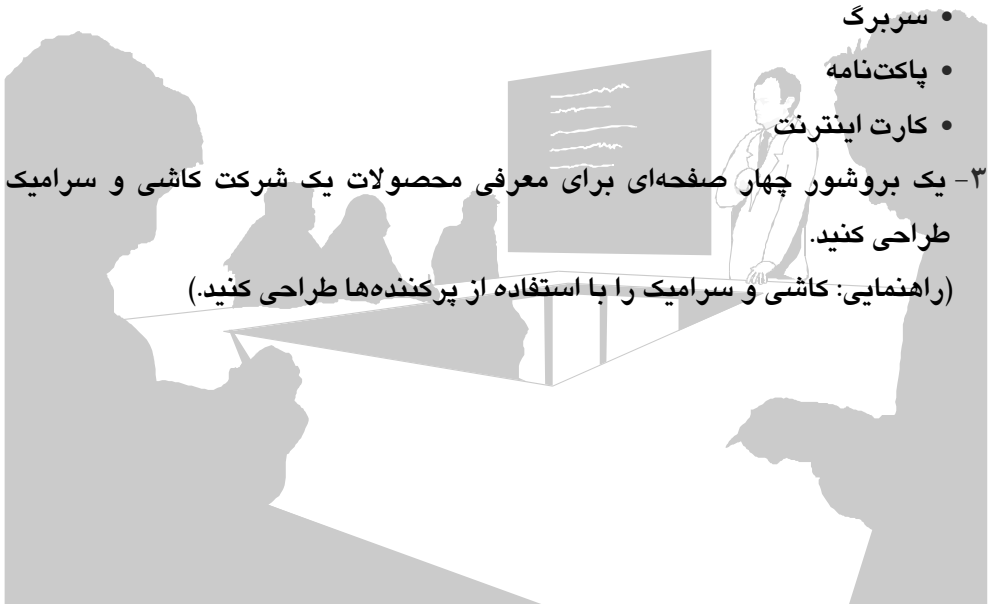 • سربرگ
• پاکت‌نامه
• کارت اینترنت
۳- یک بروشور چهار صفحه‌ای برای معرفی محصولات یک شرکت کاشی و سرامیک
طراحی کنید.
(راهنمایی: کاشی و سرامیک را با استفاده از پرکننده‌ها طراحی کنید.)